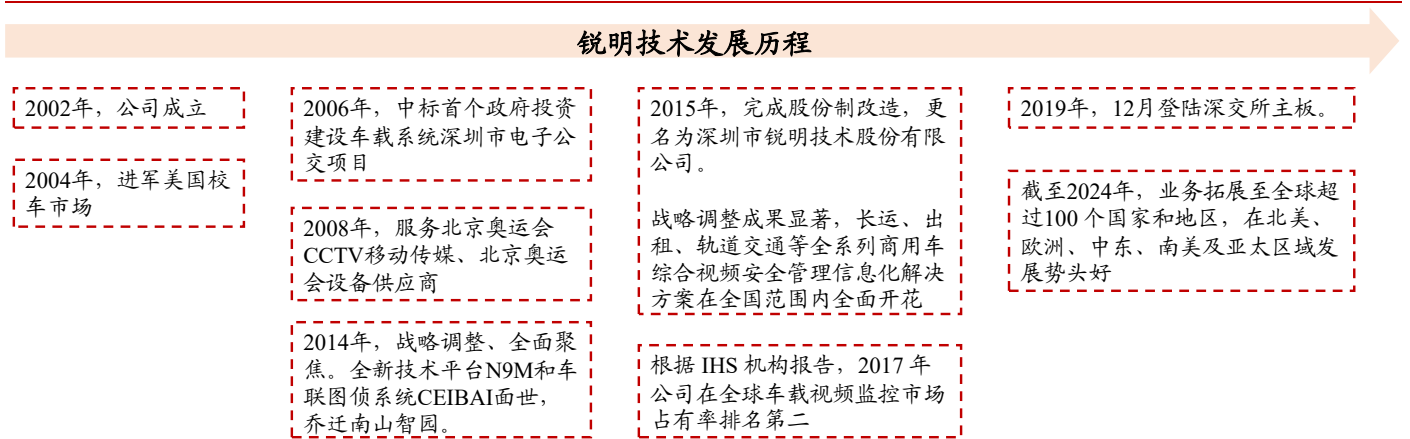 锐明技术发展历程
2002年，公司成立
2004年，进军美国校
车市场
2006年，中标首个政府投资
建设车载系统深圳市电子公
交项目
2008年，服务北京奥运会
CCTV移动传媒、北京奥运
会设备供应商
2014年，战略调整、全面聚
焦。全新技术平台N9M和车
联图侦系统CEIBAI面世，
乔迁南山智园。
2015年，完成股份制改造，更
名为深圳市锐明技术股份有限
公司。
战略调整成果显著，长运、出
租、轨道交通等全系列商用车
综合视频安全管理信息化解决
方案在全国范围内全面开花
根据 IHS 机构报告，2017 年
公司在全球车载视频监控市场
占有率排名第二
2019年，12月登陆深交所主板。
截至2024年，业务拓展至全球超
过100 个国家和地区，在北美、
欧洲、中东、南美及亚太区域发
展势头好